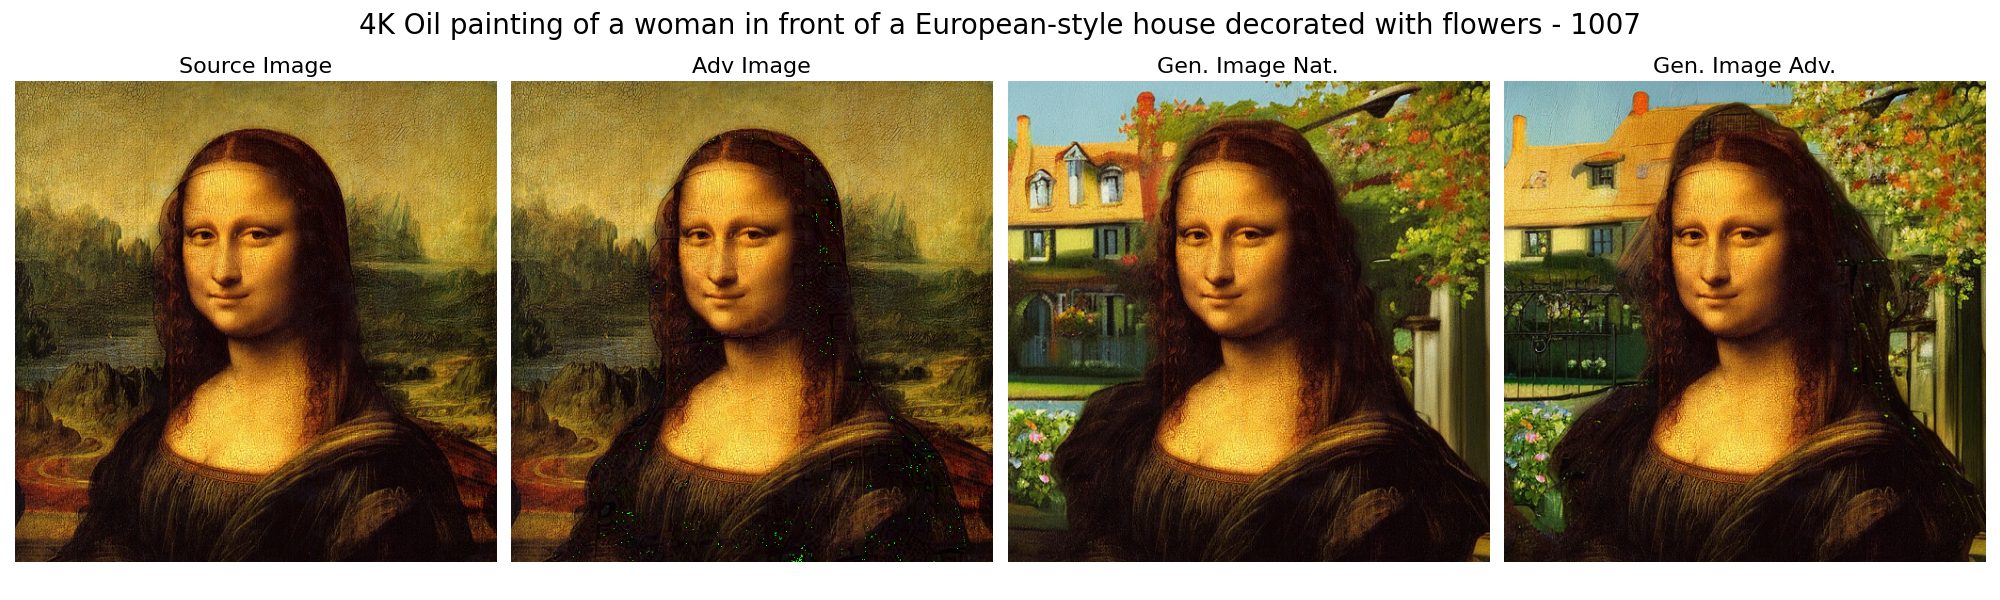 4K Oil painting of a woman in front of a European-style house decorated with flowers - 1007
Source Image
Adv Image
Gen. Image Nat.
Gen. Image Adv.